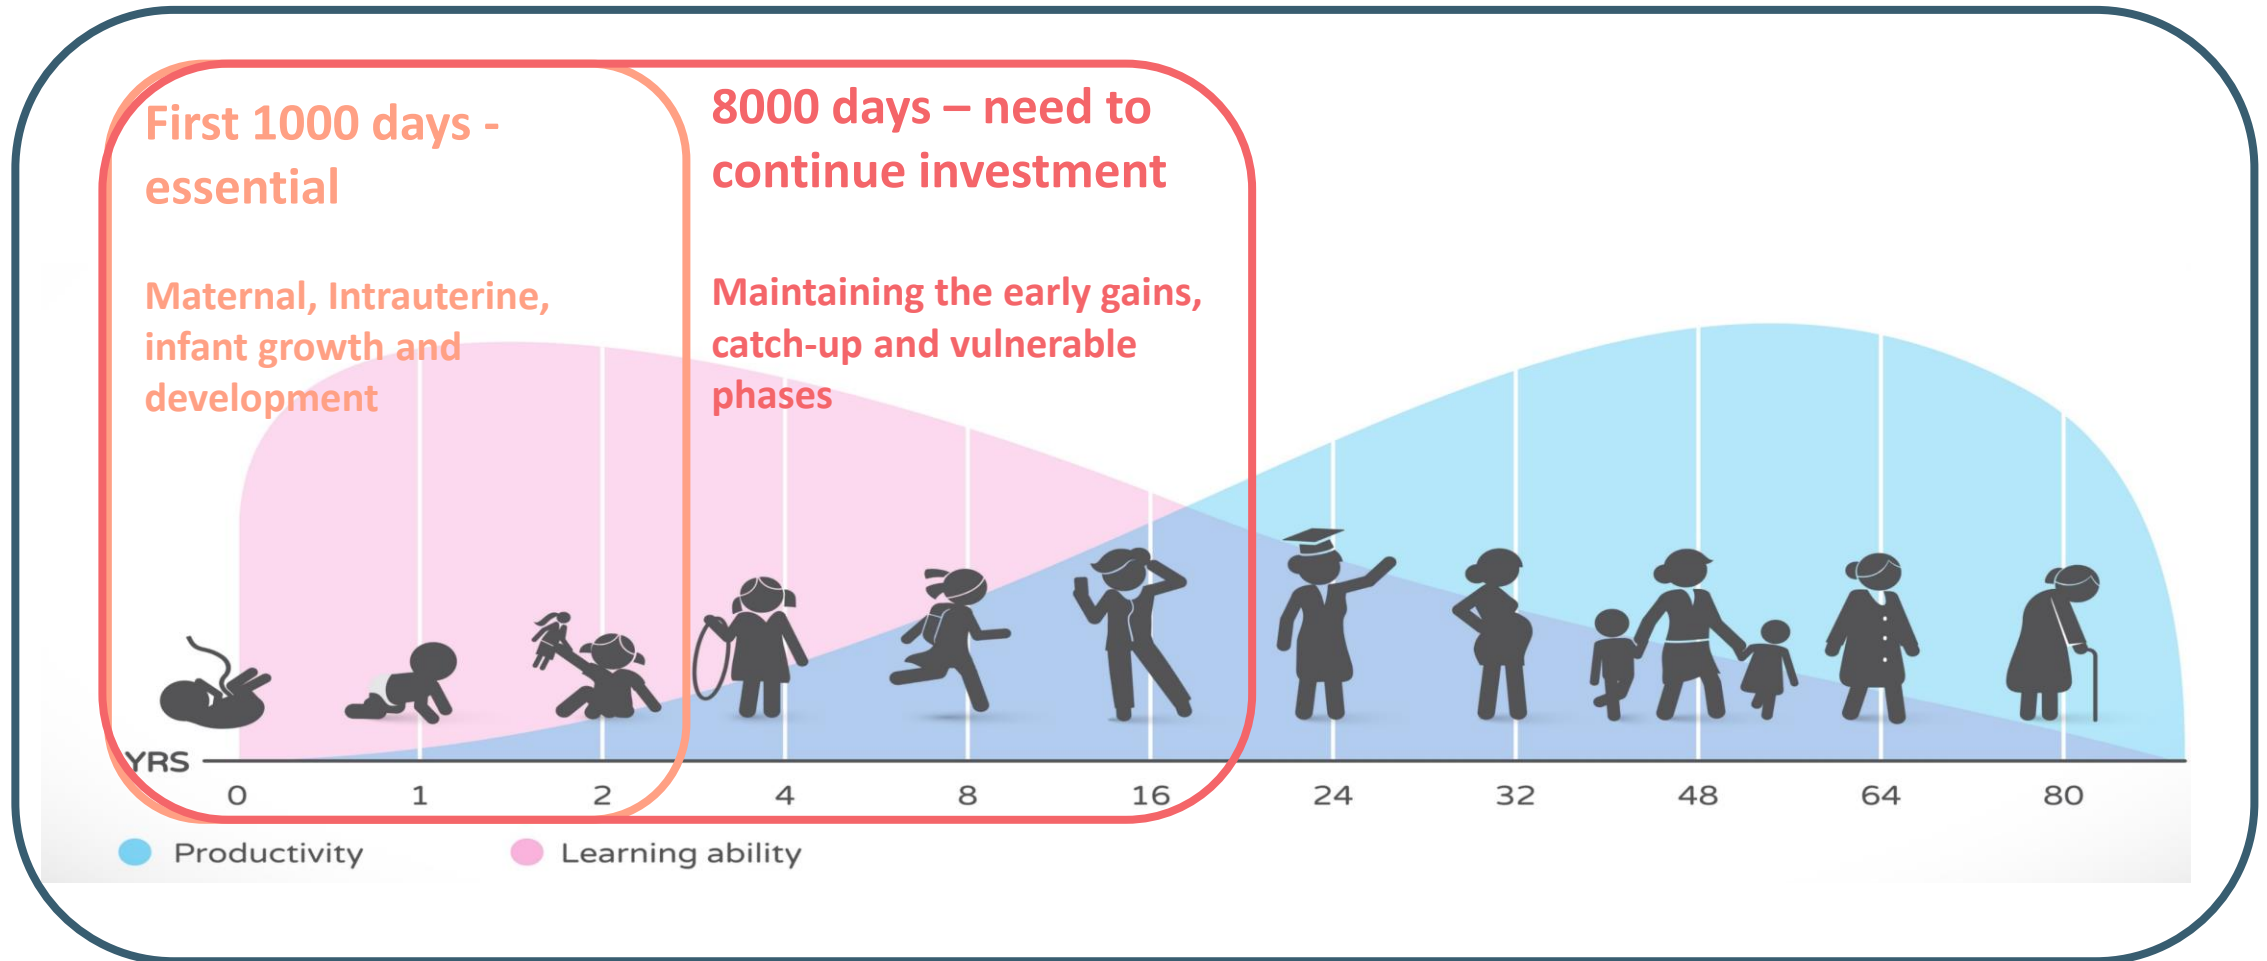 First 1000 days -
essential
Maternal, Intrauterine,
infant growth and
development
8000 days – need to
continue investment
Maintaining the early gains,
catch-up and vulnerable
phases
YRS
0 1 2 4 8 16 24 32 48 64 80
Productivity Learning ability